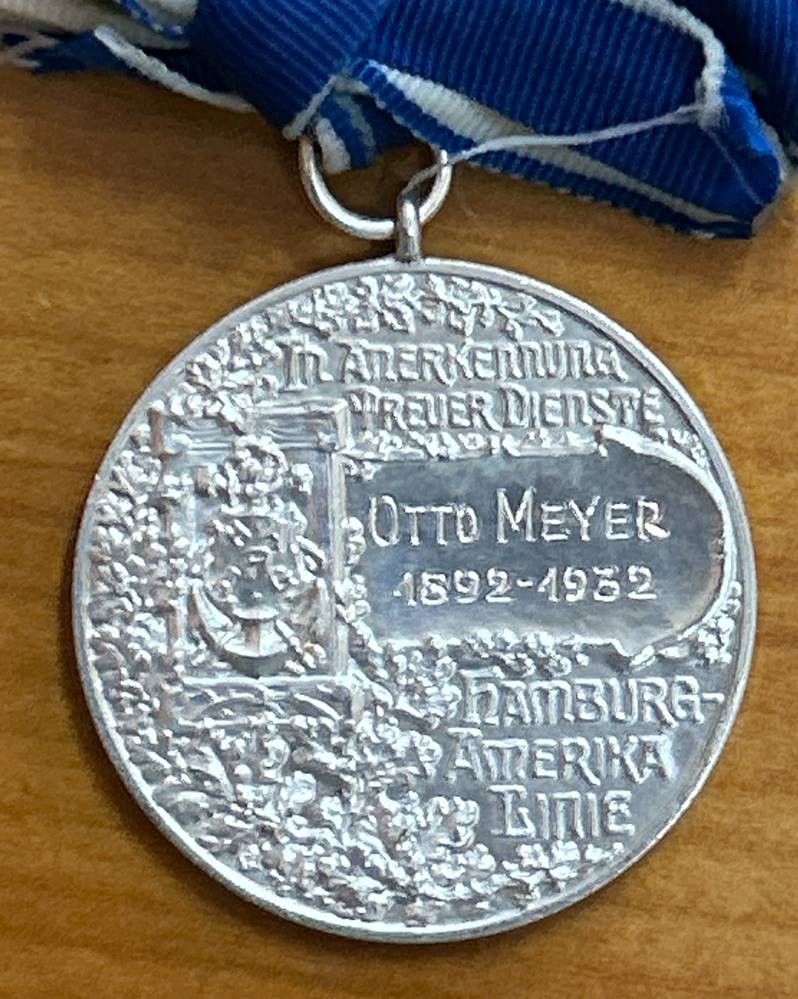 In Anerkennung
treuer Dienste
Otto Meyer
1892-1932
Hamburg-
Amerika
Linie